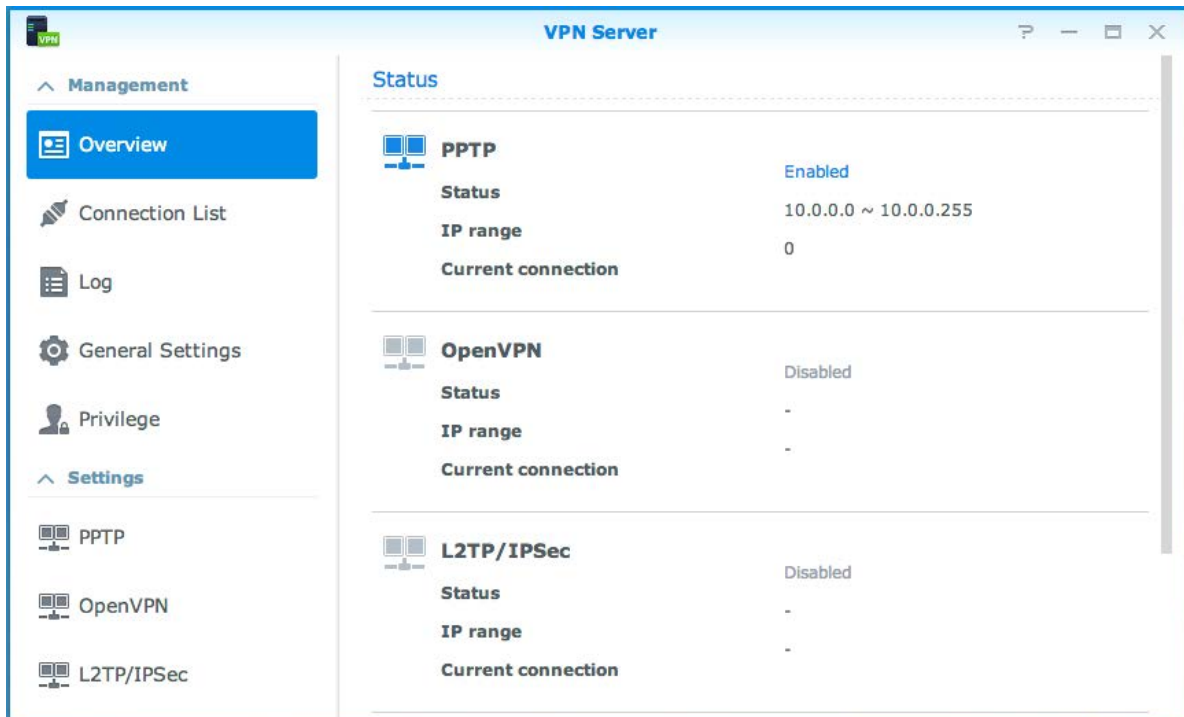 VPN
VPN Server
Management
Overview
Connection List
Log
General Settings
Privilege
Settings
PPTP
OpenVPN
L2TP/IPSec
Status
PPTP
Status
Enabled
IP range
10.0.0.0 ~ 10.0.0.255
Current connection
0
OpenVPN
Status
Disabled
IP range
-
Current connection
-
L2TP/IPSec
Status
Disabled
IP range
-
Current connection
-